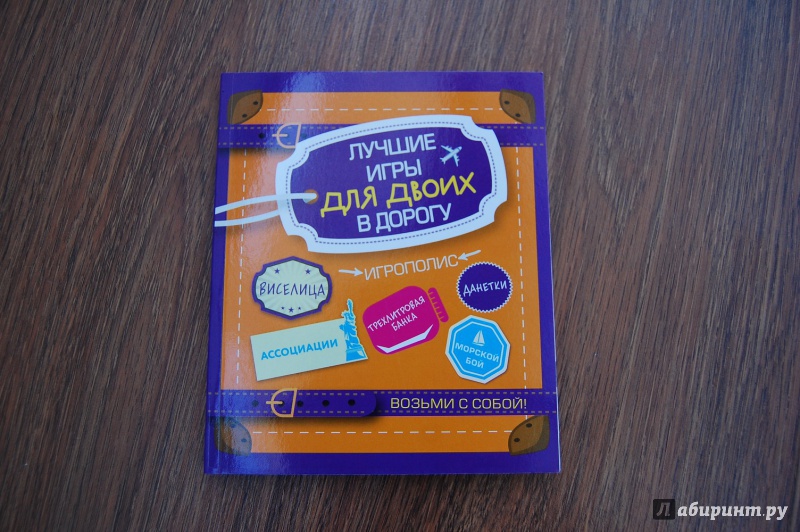 ЛУЧШИЕ
ИГРЫ
ДЛЯ ДВОИХ
В ДОРОГУ
ИГРОПОЛИС
ВИСЕЛИЦА
ДАНЕТКИ
ТРЕХЛИТРОВАЯ
БАНКА
АССОЦИАЦИИ
МОРСКОЙ
БОЙ
ВОЗЬМИ С СОБОЙ!
Лабиринт.ру